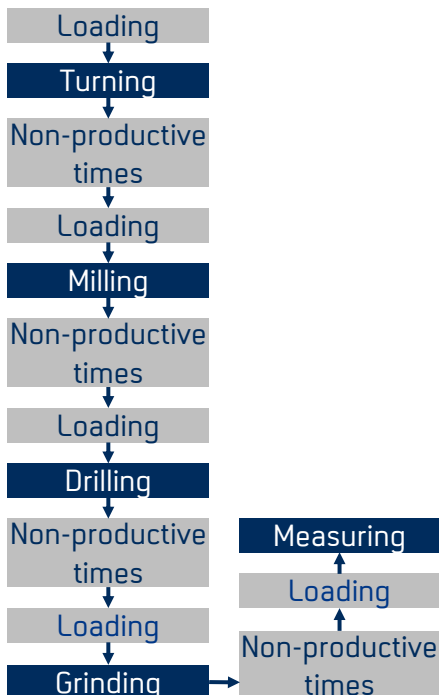 Loading
Turning
Non-productive
times
Loading
Milling
Non-productive
times
Loading
Drilling
Non-productive
times
Loading
Grinding
Non-productive
times
Loading
Measuring